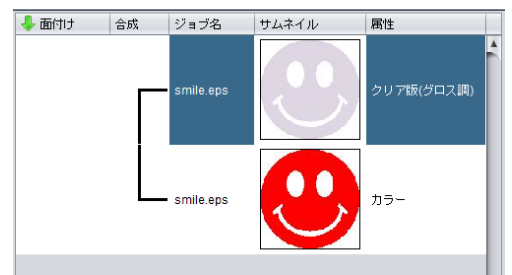 面付け 合成 ジョブ名 サムネイル 属性
smile.eps クリア版(グロス調)
smile.eps カラー